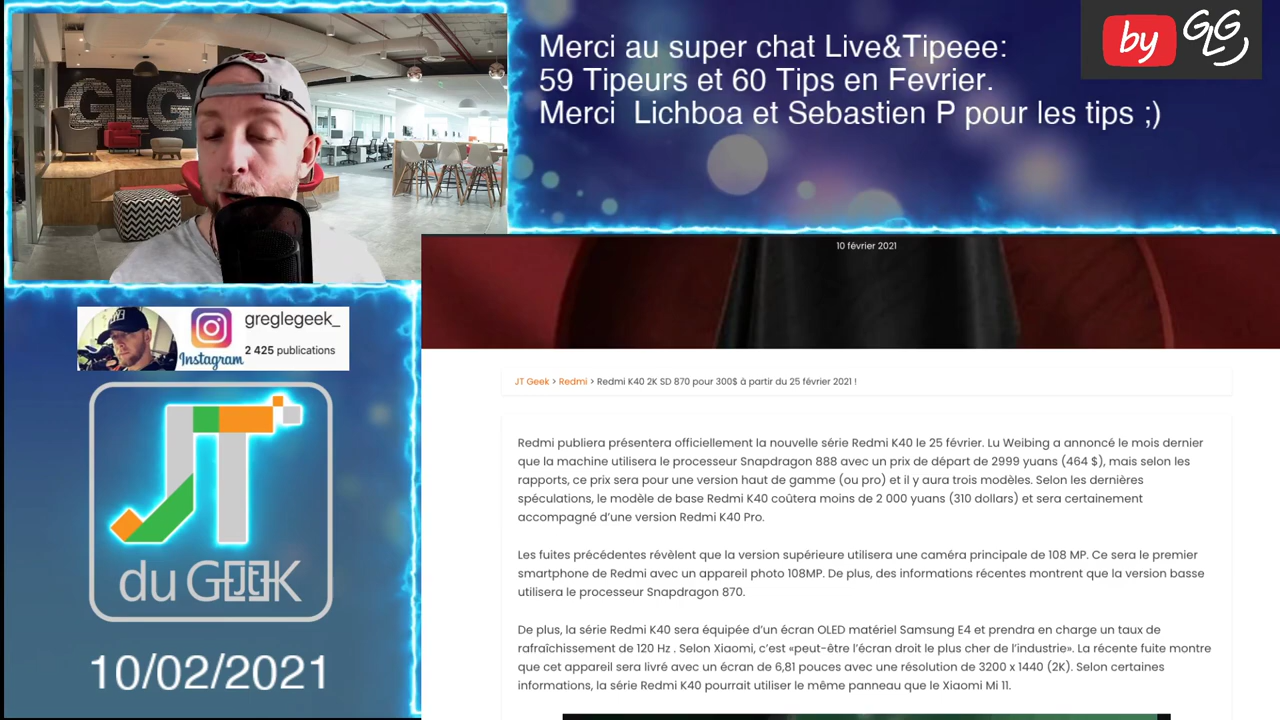 GLG
Merci au super chat Live&Tipeee:
59 Tipeurs et 60 Tips en Fevrier.
Merci  Lichboa et Sebastien P pour les tips ;)
by GLG
greglegeek_
2 425 publications
Instagram
JT
du GEEK
10/02/2021
10 février 2021
JT Geek > Redmi > Redmi K40 2K SD 870 pour 300$ à partur du 25 février 2021 !
Redmi publiera présentera officiellement la nouvelle série Redmi K40 le 25 février. Lu Weibing a annoncé le mois dernier
que la machine utilisera le processeur Snapdragon 888 avec un prix de départ de 2999 yuans (464 $), mais selon les
rapports, ce prix sera pour une version haut de gamme (ou pro) et il y aura trois modèles. Selon les dernières
spéculations, le modèle de base Redmi K40 coûtera moins de 2 000 yuans (310 dollars) et sera certainement
accompagné d'une version Redmi K40 Pro.
Les fuites précédentes révèlent que la version supérieure utilisera une caméra principale de 108 MP. Ce sera le premier
smartphone de Redmi avec un appareil photo 108MP. De plus, des informations récentes montrent que la version basse
utilisera le processeur Snapdragon 870.
De plus, la série Redmi K40 sera équipée d'un écran OLED matériel Samsung E4 et prendra en charge un taux de
rafraîchissement de 120 Hz . Selon Xiaomi, c'est «peut-être l'écran droit le plus cher de l'industrie». La récente fuite montre
que cet appareil sera livré avec un écran de 6,81 pouces avec une résolution de 3200 x 1440 (2K). Selon certaines
informations, la série Redmi K40 pourrait utiliser le même panneau que le Xiaomi Mi 11.